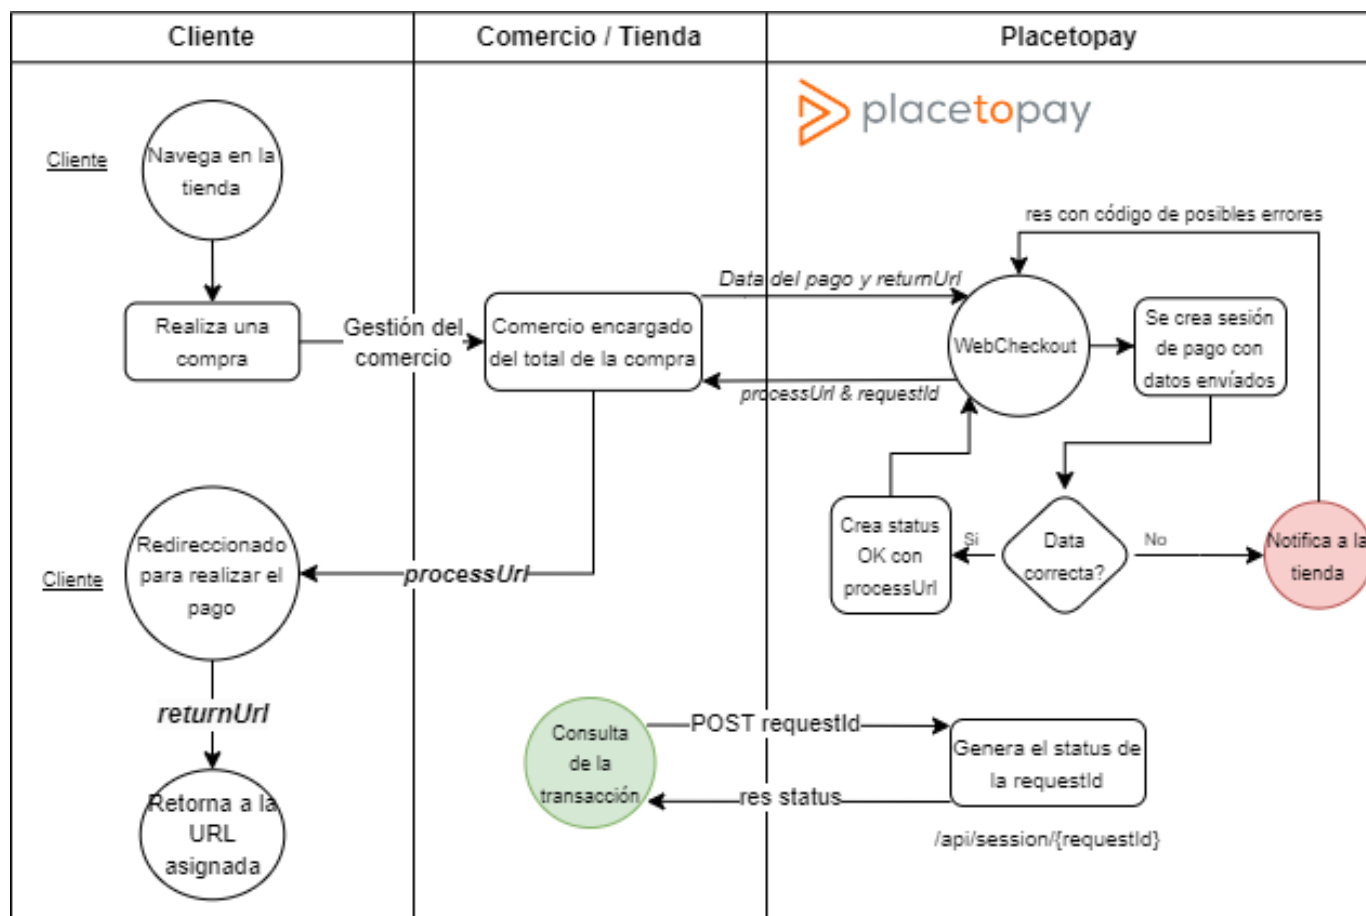 Cliente
Comercio / Tienda
Placetopay
placetopay
Cliente
Navega en la
tienda
res con código de posibles errores
Data del pago y returnUrl
Realiza una
compra
Gestión del
comercio
Comercio encargado
del total de la compra
WebCheckout
Se crea sesión
de pago con
datos envíados
processUrl & requestId
Crea status
OK con
processUrl
Si
Data
correcta?
No
Notifica a la
tienda
Cliente
Redireccionado
para realizar el
pago
processUrl
returnUrl
Consulta
de la
transacción
POST requestId
res status
Genera el status de
la requestId
/api/session/{requestId}
Retorna a la
URL
asignada